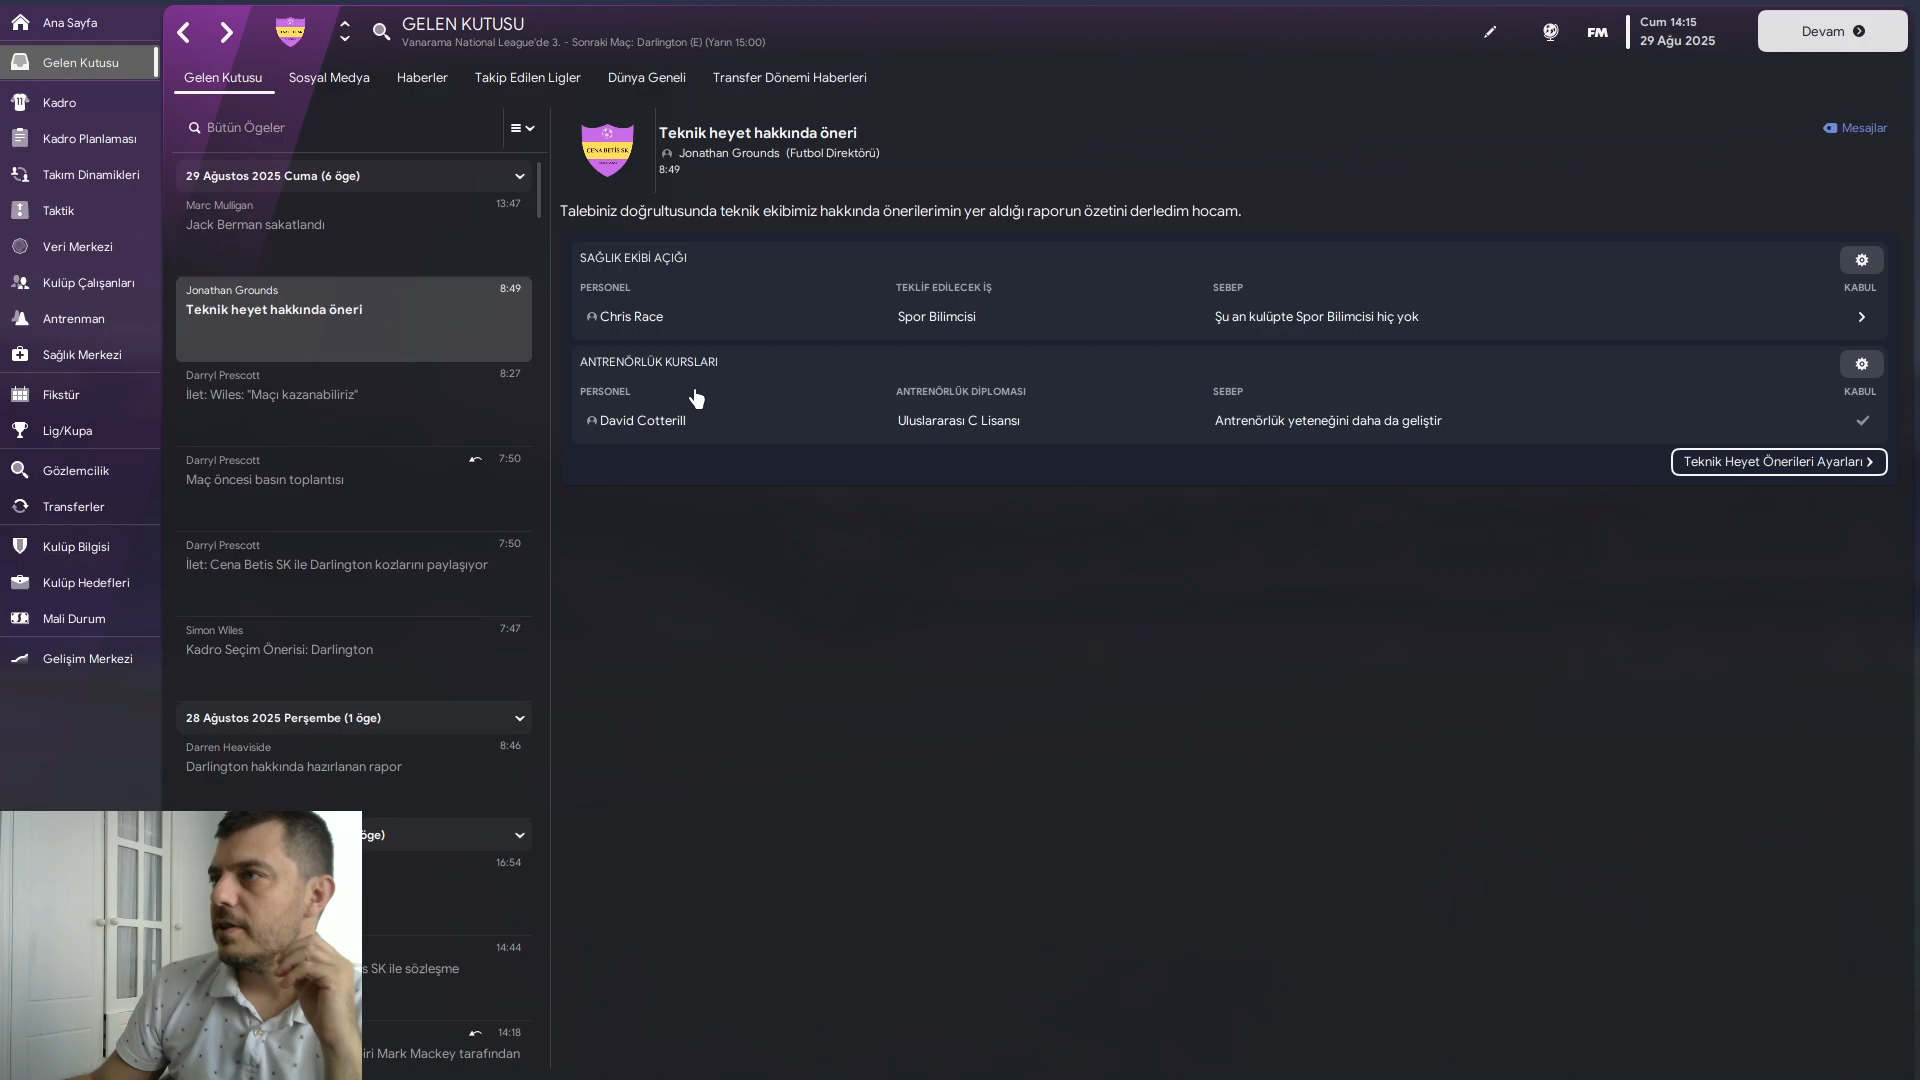 Ana Sayfa
Gelen Kutusu
Kadro
Kadro Planlaması
Takım Dinamikleri
Taktik
Veri Merkezi
Kulüp Çalışanları
Antrenman
Sağlık Merkezi
Fikstür
Lig/Kupa
Gözlemcilik
Transferler
Kulüp Bilgisi
Kulüp Hedefleri
Mali Durum
Gelişim Merkezi
GELEN KUTUSU
Vanarama National League'de 3. - Sonraki Maç: Darlington (E) (Yarın 15:00)
FM
Cum 14:15
29 Ağu 2025
Devam
Gelen Kutusu Sosyal Medya Haberler Takip Edilen Ligler Dünya Geneli Transfer Dönemi Haberleri
Bütün Ögeler
29 Ağustos 2025 Cuma (6 öge)
Marc Mulligan 13:47
Jack Berman sakatlandı
Jonathan Grounds 8:49
Teknik heyet hakkında öneri
Darryl Prescott 8:27
İlet: Wiles: "Maçı kazanabiliriz"
Darryl Prescott 7:50
Maç öncesi basın toplantısı
Darryl Prescott 7:50
İlet: Cena Betis SK ile Darlington kozlarını paylaşıyor
Simon Wiles 7:47
Kadro Seçim Önerisi: Darlington
28 Ağustos 2025 Perşembe (1 öge)
Darren Heaviside 8:46
Darlington hakkında hazırlanan rapor
öge)
16:54
14:44
s SK ile sözleşme
14:18
iri Mark Mackey tarafından
CENA BETIS SK
Teknik heyet hakkında öneri
Jonathan Grounds (Futbol Direktörü)
8:49
Mesajlar
Talebiniz doğrultusunda teknik ekibimiz hakkında önerilerimin yer aldığı raporun özetini derledim hocam.
SAĞLIK EKİBİ AÇIĞI
PERSONEL TEKLİF EDİLECEK İŞ SEBEP KABUL
Chris Race Spor Bilimcisi Şu an kulüpte Spor Bilimcisi hiç yok
ANTRENÖRLÜK KURSLARI
PERSONEL ANTRENÖRLÜK DİPLOMASI SEBEP KABUL
David Cotterill Uluslararası C Lisansı Antrenörlük yeteneğini daha da geliştir
Teknik Heyet Önerileri Ayarları